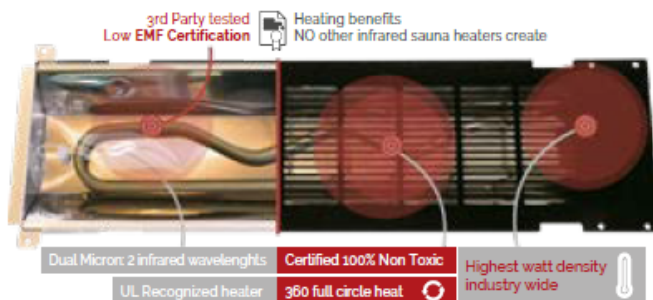 3rd Party tested
Low EMF Certification
Heating benefits
NO other infrared sauna heaters create
Dual Micron: 2 infrared wavelenghts
Certified 100% Non Toxic
UL Recognized heater
360 full circle heat
Highest watt density
industry wide